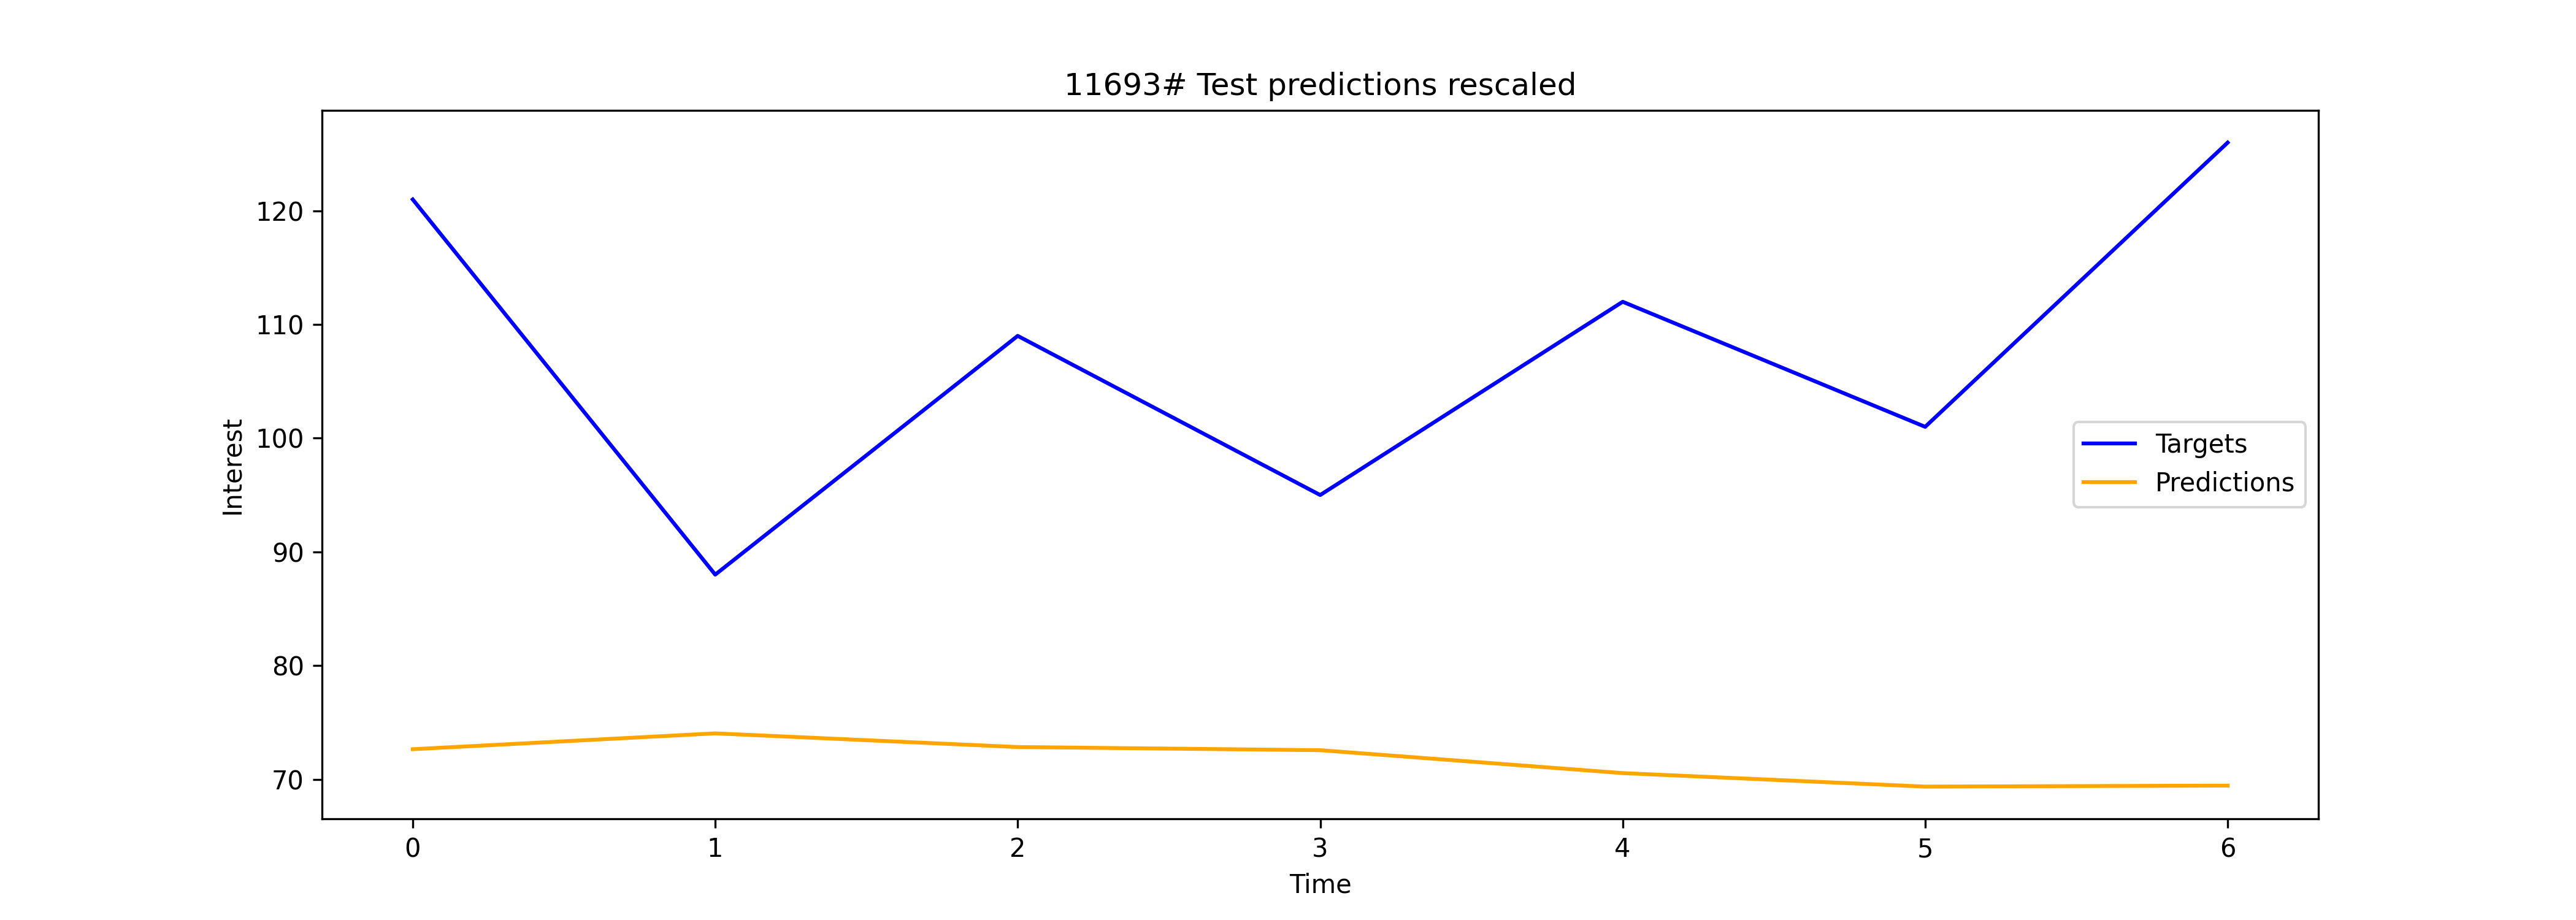 11693# Test predictions rescaled
Interest
120
110
100
90
80
70
Targets
Predictions
0 1 2 3 4 5 6
Time